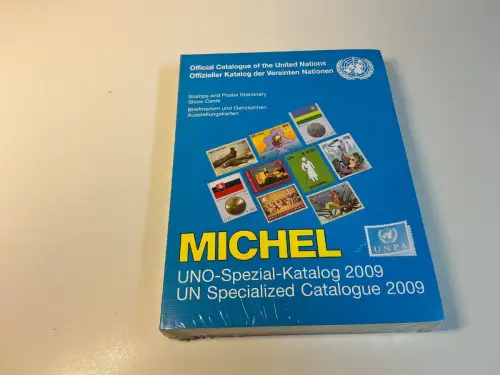 Official Catalogue of the United Nations
Offizieller Katalog der Vereinten Nationen
Stamps and Postal Stationery
Show Cards
Briefmarken und Ganzsachen
Ausstellungskarten
MICHEL
UNPA
UNO-Spezial-Katalog 2009
UN Specialized Catalogue 2009